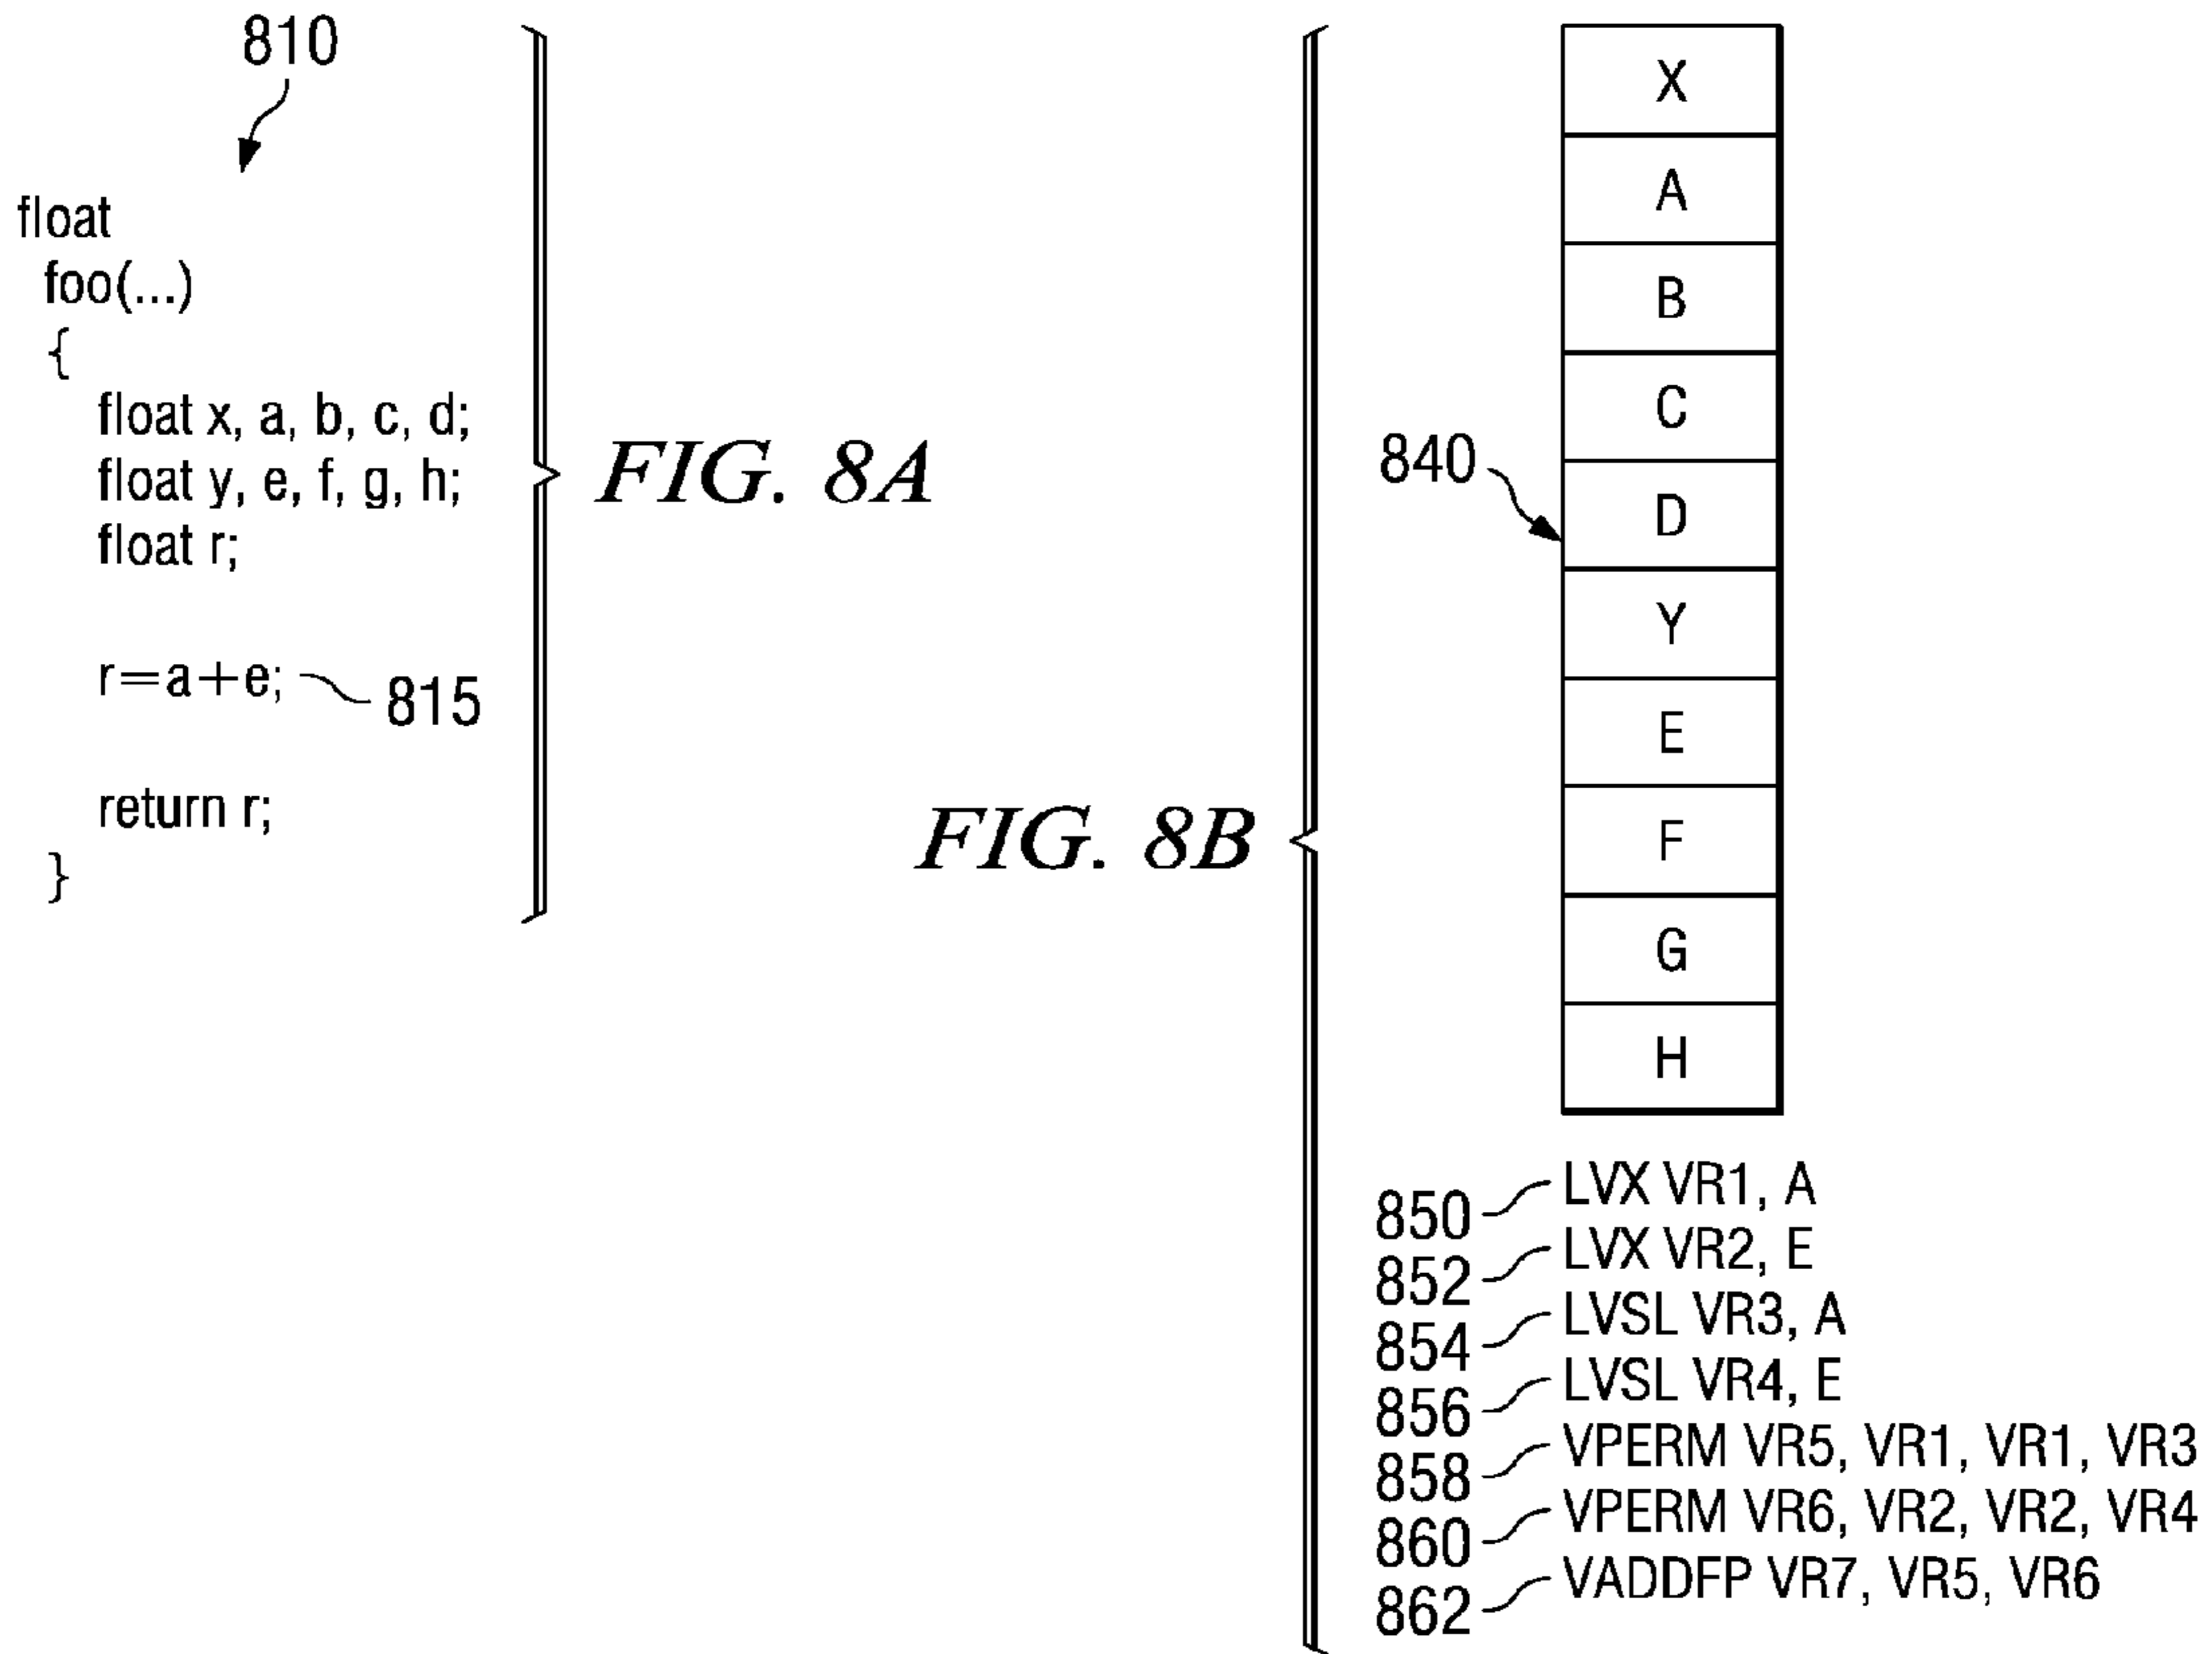 810
float
foo(...)
{
float x, a, b, c, d;
float y, e, f, g, h;
float r;
r=a+e;
815
return r;
}
FIG. 8A
FIG. 8B
840
X
A
B
C
D
Y
E
F
G
H
850 LVX VR1, A
852 LVX VR2, E
854 LVSL VR3, A
856 LVSL VR4, E
858 VPERM VR5, VR1, VR1, VR3
860 VPERM VR6, VR2, VR2, VR4
862 VADDFP VR7, VR5, VR6